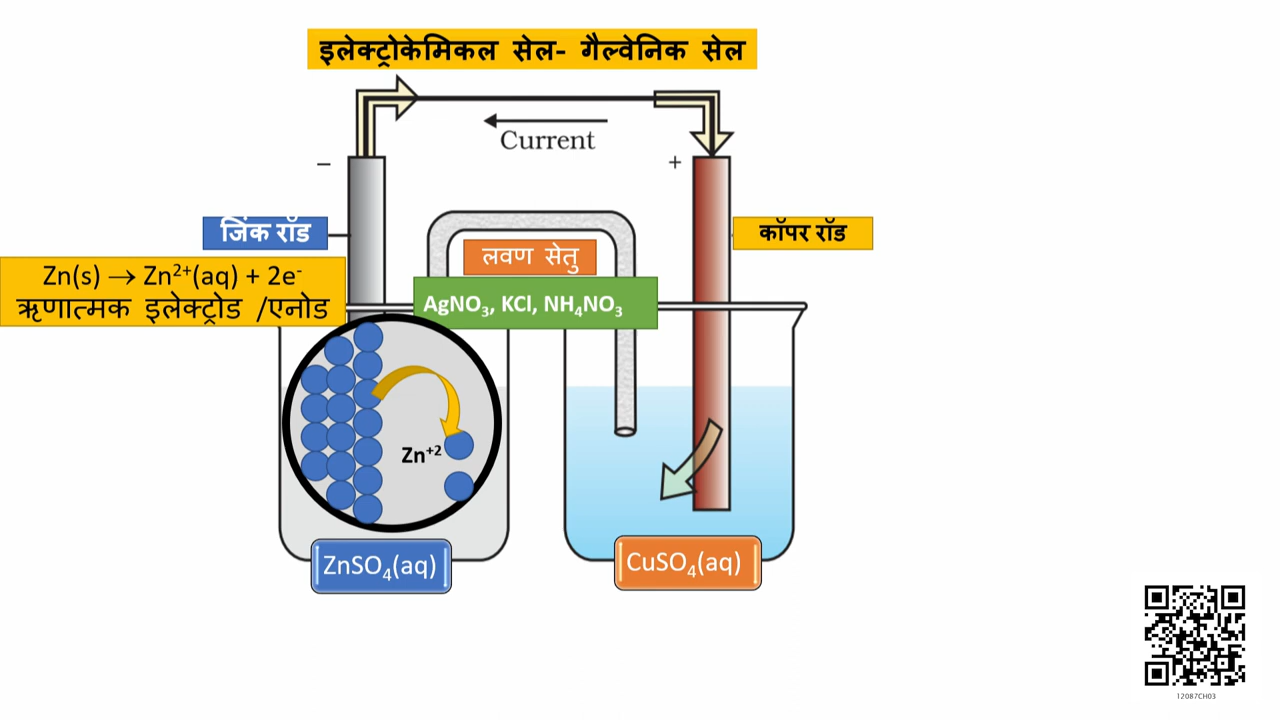 इलेक्ट्रोकेमिकल सेल- गैल्वेनिक सेल
Current
− +
जिंक रॉड
कॉपर रॉड
लवण सेतु
Zn(s) → Zn²⁺(aq) + 2e⁻
ऋणात्मक इलेक्ट्रोड /एनोड
AgNO₃, KCl, NH₄NO₃
Zn⁺²
ZnSO₄(aq)
CuSO₄(aq)
12087CH03